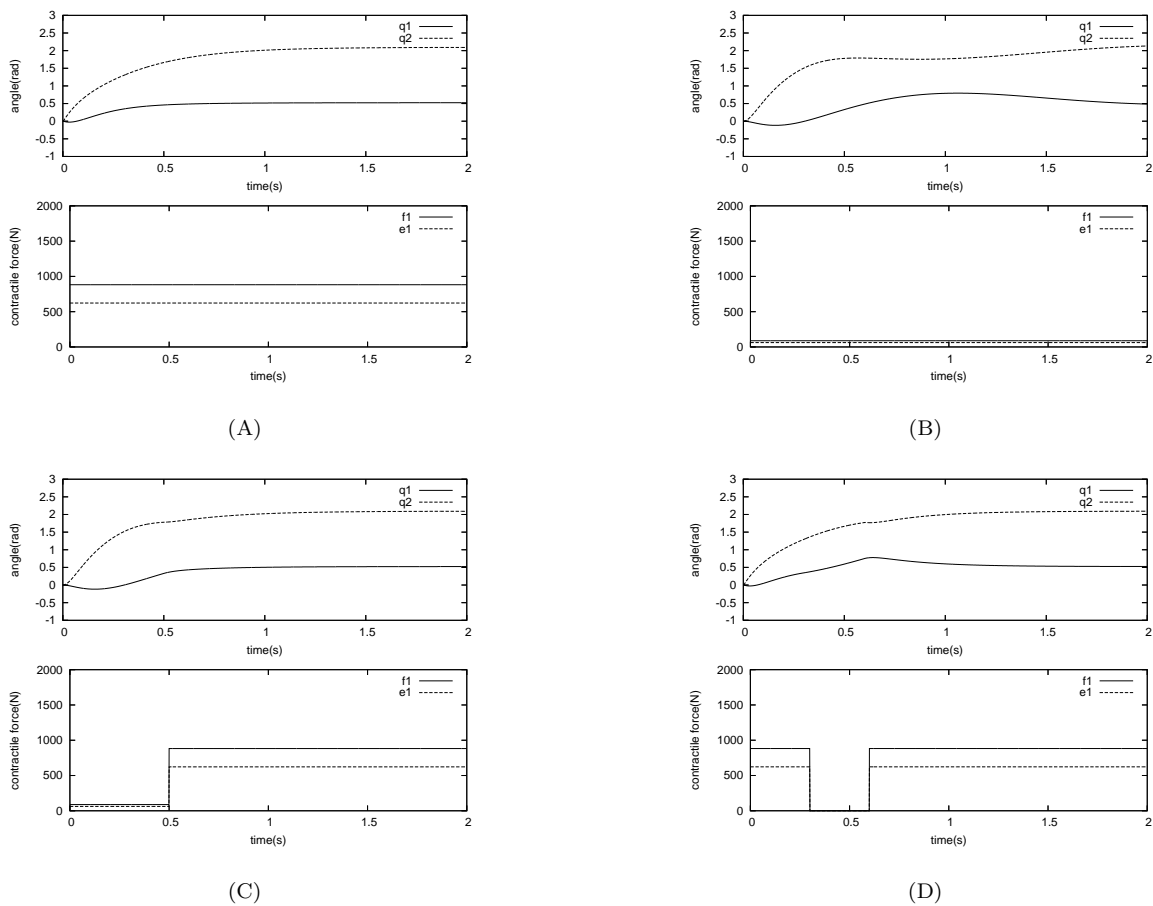 3
2.5
2
1.5
1
0.5
0
-0.5
-1
angle(rad)
q1
q2
0 0.5 1 1.5 2
time(s)
2000
1500
1000
500
0
contractile force(N)
f1
e1
0 0.5 1 1.5 2
time(s)
(A)
3
2.5
2
1.5
1
0.5
0
-0.5
-1
angle(rad)
q1
q2
0 0.5 1 1.5 2
time(s)
2000
1500
1000
500
0
contractile force(N)
f1
e1
0 0.5 1 1.5 2
time(s)
(B)
3
2.5
2
1.5
1
0.5
0
-0.5
-1
angle(rad)
q1
q2
0 0.5 1 1.5 2
time(s)
2000
1500
1000
500
0
contractile force(N)
f1
e1
0 0.5 1 1.5 2
time(s)
(C)
3
2.5
2
1.5
1
0.5
0
-0.5
-1
angle(rad)
q1
q2
0 0.5 1 1.5 2
time(s)
2000
1500
1000
500
0
contractile force(N)
f1
e1
0 0.5 1 1.5 2
time(s)
(D)